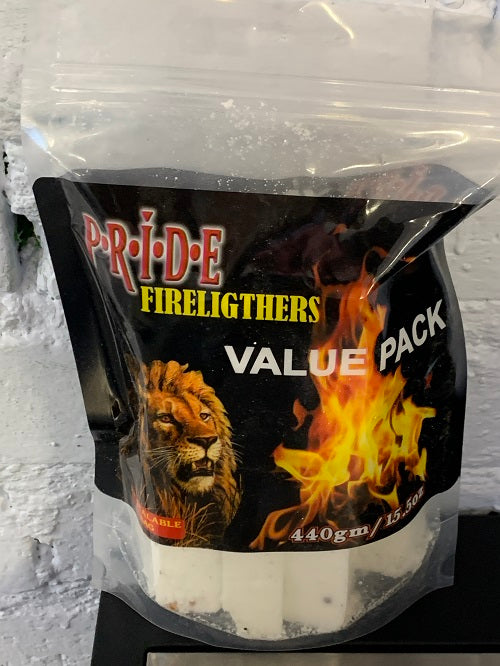 P·R·I·D·E
FIRELIGTHERS
VALUE PACK
440gm/15.5oz